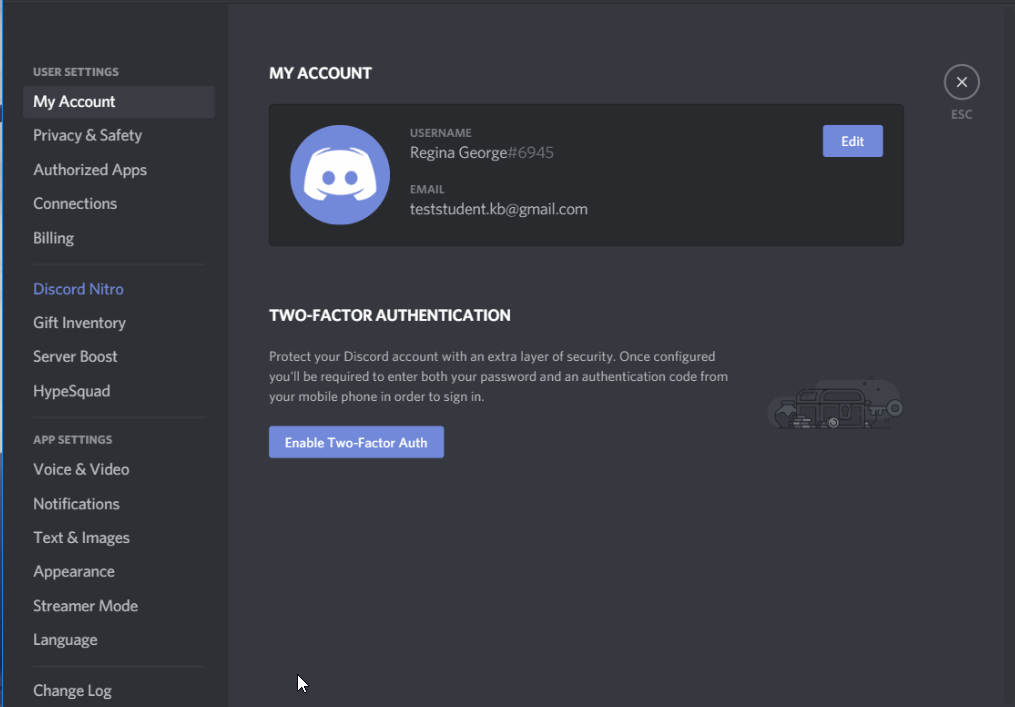 USER SETTINGS
My Account
Privacy & Safety
Authorized Apps
Connections
Billing
Discord Nitro
Gift Inventory
Server Boost
HypeSquad
APP SETTINGS
Voice & Video
Notifications
Text & Images
Appearance
Streamer Mode
Language
Change Log
MY ACCOUNT
USERNAME
Regina George#6945
Edit
EMAIL
teststudent.kb@gmail.com
TWO-FACTOR AUTHENTICATION
Protect your Discord account with an extra layer of security. Once configured
you'll be required to enter both your password and an authentication code from
your mobile phone in order to sign in.
Enable Two-Factor Auth
ESC